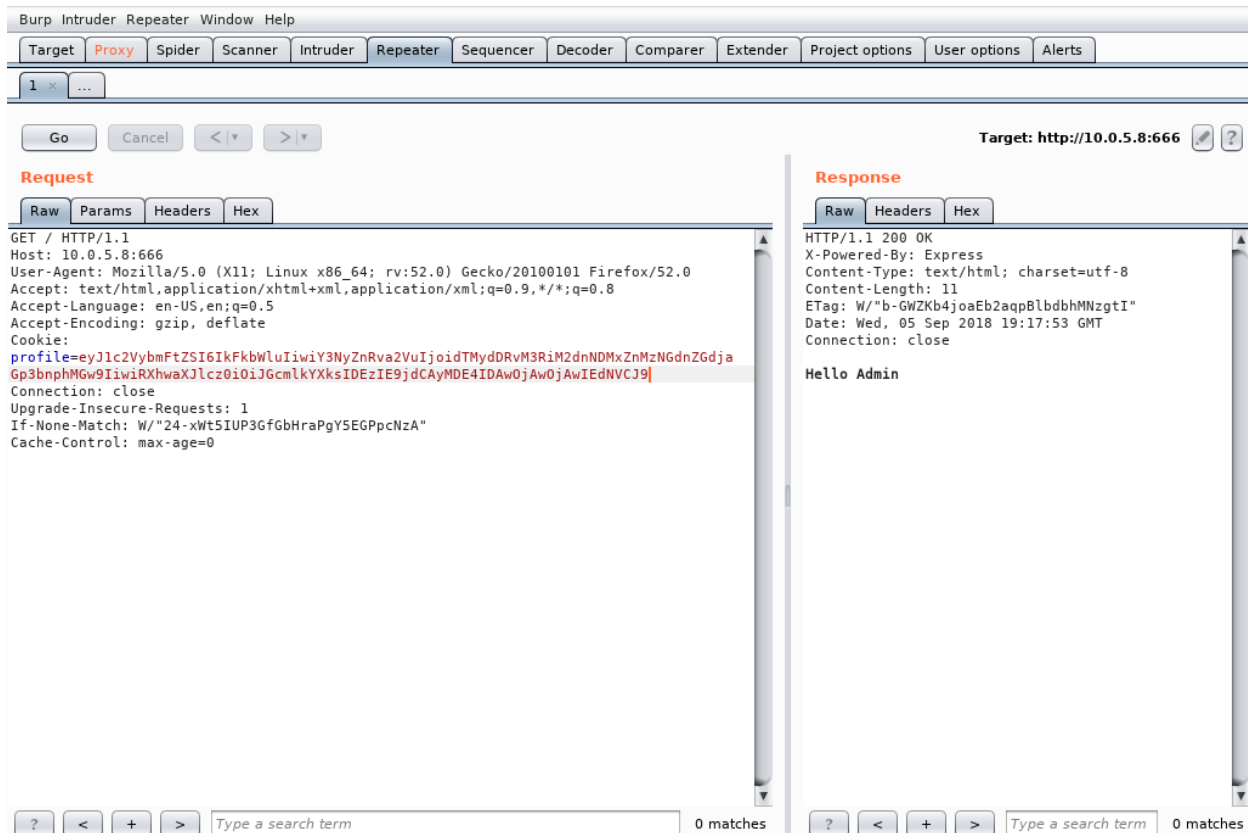 Burp Intruder Repeater Window Help
Target Proxy Spider Scanner Intruder Repeater Sequencer Decoder Comparer Extender Project options User options Alerts
1 × ...
Go Cancel < > Target: http://10.0.5.8:666 ?
Request
Raw Params Headers Hex
GET / HTTP/1.1
Host: 10.0.5.8:666
User-Agent: Mozilla/5.0 (X11; Linux x86_64; rv:52.0) Gecko/20100101 Firefox/52.0
Accept: text/html,application/xhtml+xml,application/xml;q=0.9,*/*;q=0.8
Accept-Language: en-US,en;q=0.5
Accept-Encoding: gzip, deflate
Cookie:
profile=eyJ1c2VybmFtZSI6IkFkbWluIiwiY3NyZnRva2VuIjoidTMydDRvM3RiM2dnNDMxZnMzNGdnZGdja
Gp3bnphMGw9IiwiRXhwaXJlcz0iOiJGcmlkYXksIDEzIE9jdCAyMDE4IDAwOjAwOjAwIEdNVCJ9
Connection: close
Upgrade-Insecure-Requests: 1
If-None-Match: W/"24-xWt5IUP3GfGbHraPgY5EGPpcNzA"
Cache-Control: max-age=0
? < + > Type a search term 0 matches
Response
Raw Headers Hex
HTTP/1.1 200 OK
X-Powered-By: Express
Content-Type: text/html; charset=utf-8
Content-Length: 11
ETag: W/"b-GWZKb4joaEb2aqpBlbdbhMNzgtI"
Date: Wed, 05 Sep 2018 19:17:53 GMT
Connection: close
Hello Admin
? < + > Type a search term 0 matches